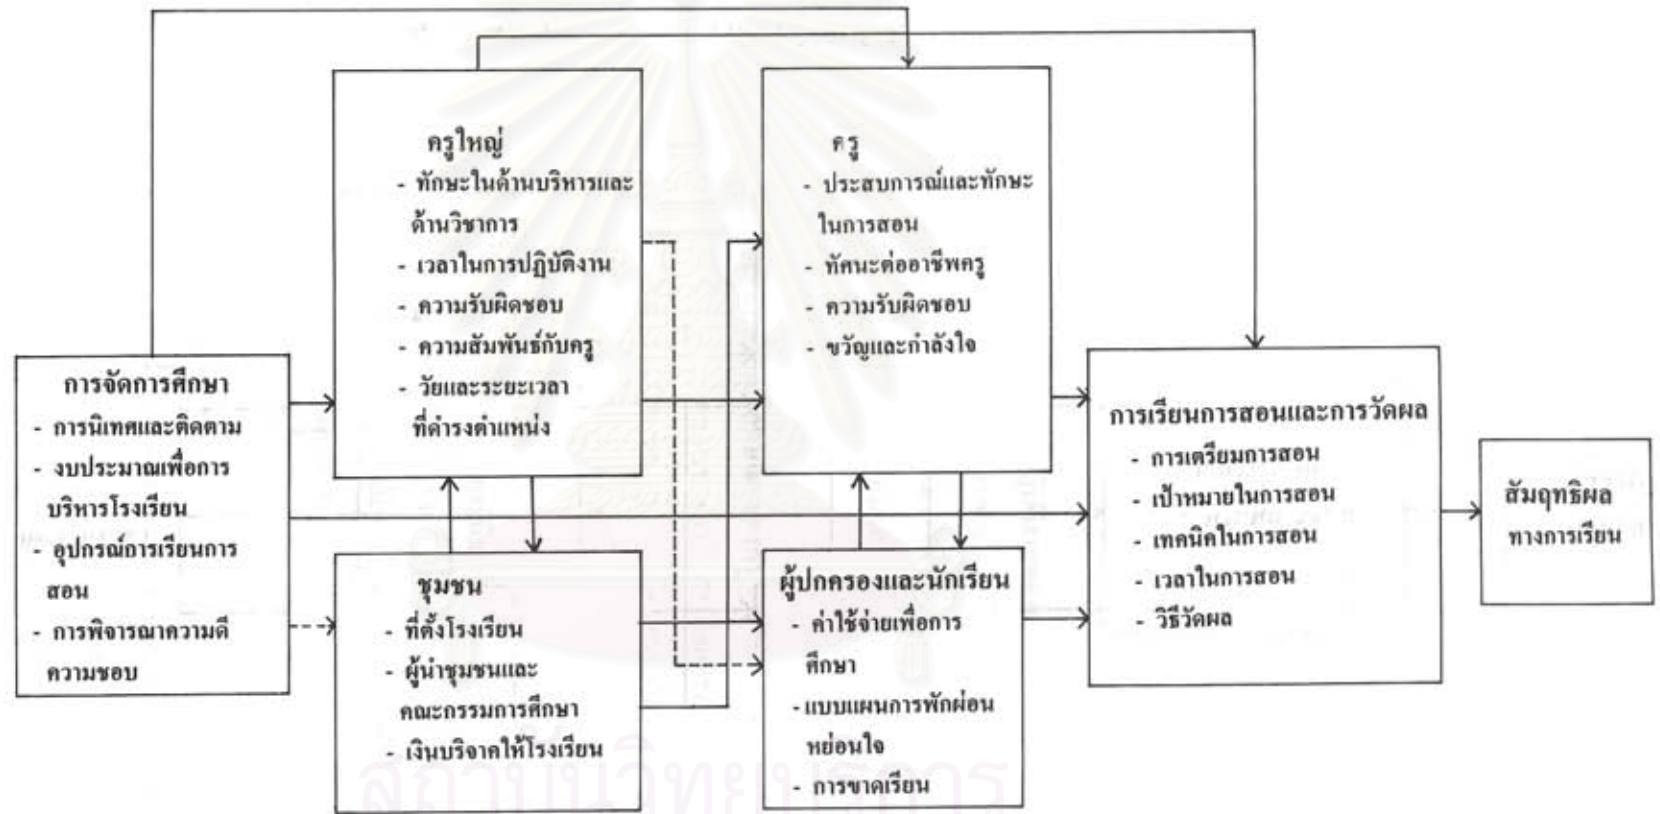 ครูใหญ่
- ทักษะในด้านบริหารและ
ด้านวิชาการ
- เวลาในการปฏิบัติงาน
- ความรับผิดชอบ
- ความสัมพันธ์กับครู
- วัยและระยะเวลา
ที่ดำรงตำแหน่ง
ครู
- ประสบการณ์และทักษะ
ในการสอน
- ทัศนะต่ออาชีพครู
- ความรับผิดชอบ
- ขวัญและกำลังใจ
การจัดการศึกษา
- การนิเทศและติดตาม
- งบประมาณเพื่อการ
บริหารโรงเรียน
- อุปกรณ์การเรียนการ
สอน
- การพิจารณาความดี
ความชอบ
ชุมชน
- ที่ตั้งโรงเรียน
- ผู้นำชุมชนและ
คณะกรรมการศึกษา
- เงินบริจาคให้โรงเรียน
ผู้ปกครองและนักเรียน
- ค่าใช้จ่ายเพื่อการ
ศึกษา
- แบบแผนการพักผ่อน
หย่อนใจ
- การขาดเรียน
การเรียนการสอนและการวัดผล
- การเตรียมการสอน
- เป้าหมายในการสอน
- เทคนิคในการสอน
- เวลาในการสอน
- วิธีวัดผล
สัมฤทธิผล
ทางการเรียน
สถาบันวิทยบริการ